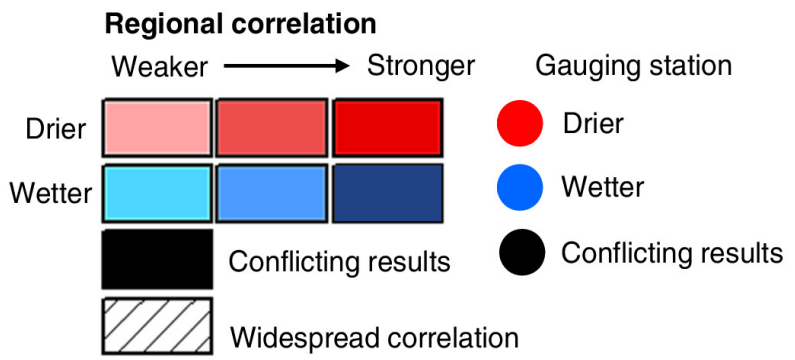 Regional correlation
Weaker Stronger Gauging station
Drier Drier
Wetter Wetter
Conflicting results Conflicting results
Widespread correlation